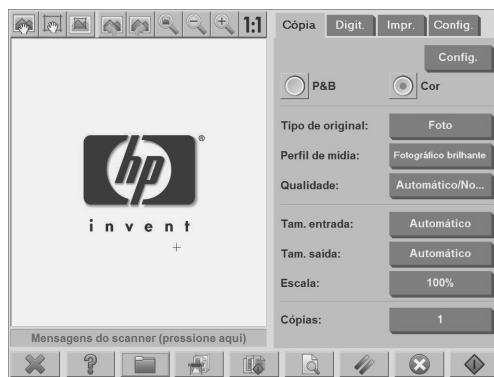 1:1
Cópia Digit. Impr. Config.
Config.
P&B Cor
Tipo de original: Foto
Perfil de mídia: Fotográfico brilhante
Qualidade: Automático/No...
Tam. entrada: Automático
Tam. saída: Automático
Escala: 100%
Cópias: 1
hp
®
invent
Mensagens do scanner (pressione aqui)